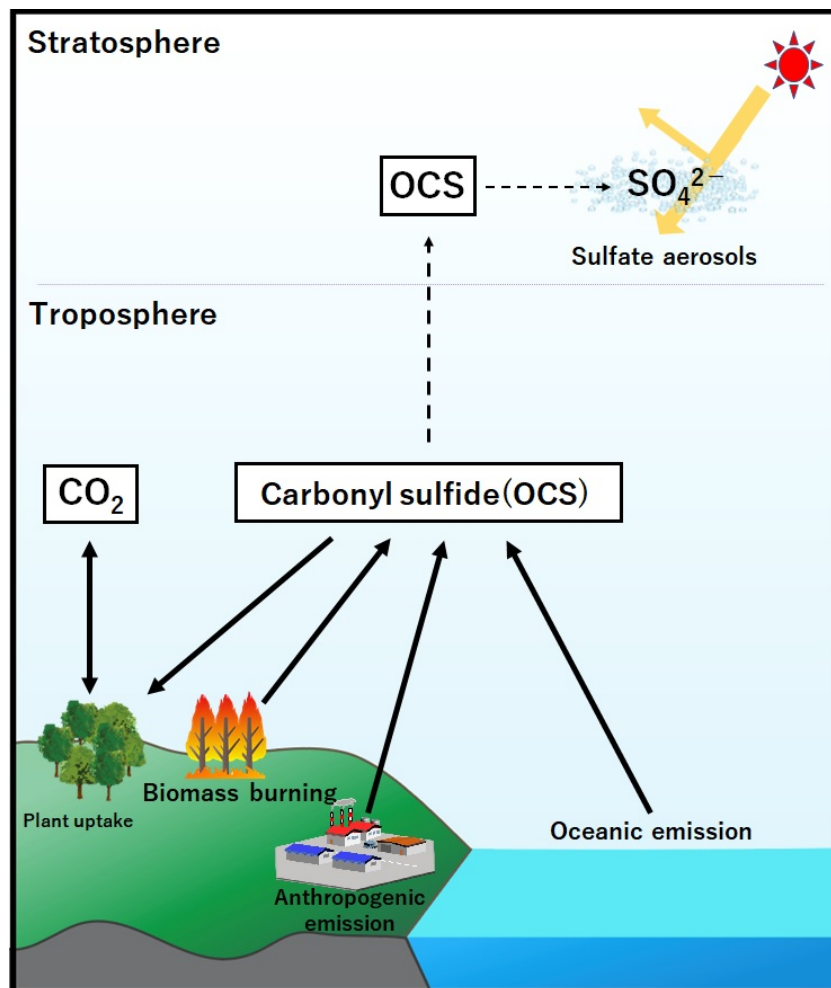 Stratosphere
OCS
SO₄²⁻
Sulfate aerosols
Troposphere
CO₂
Carbonyl sulfide(OCS)
Biomass burning
Plant uptake
Oceanic emission
Anthropogenic
emission